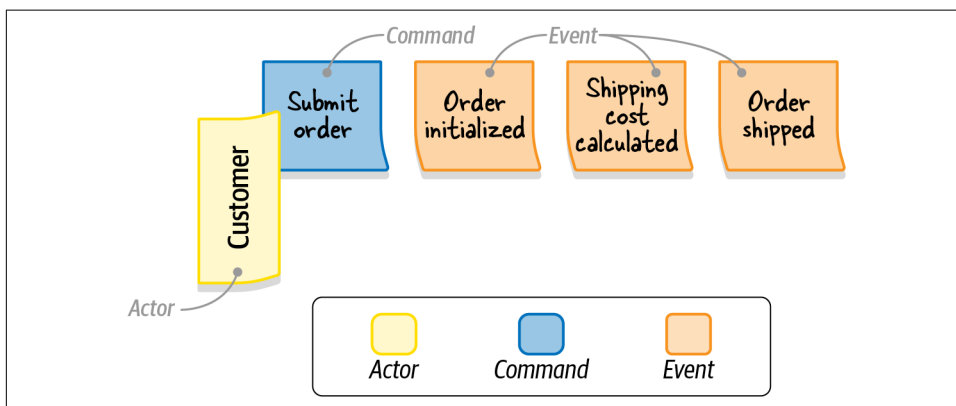 Command
Event
Submit
order
Order
initialized
Shipping
cost
calculated
Order
shipped
Customer
Actor
Actor
Command
Event